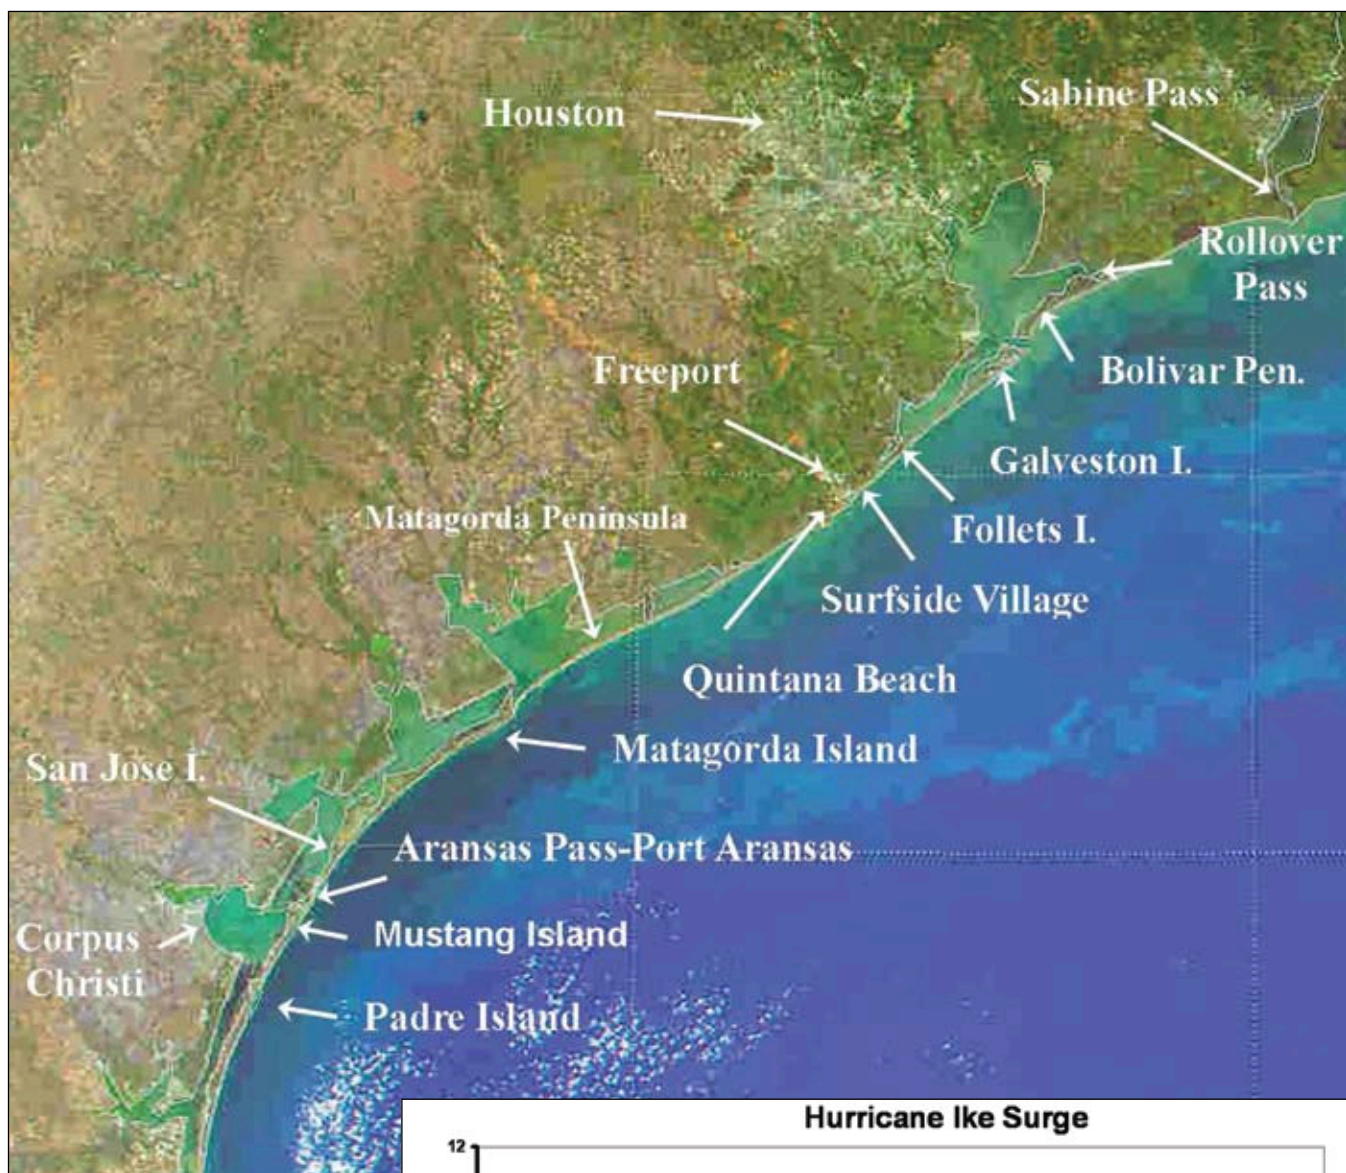 Sabine Pass
Houston
Rollover
Pass
Freeport
Bolivar Pen.
Galveston I.
Matagorda Peninsula
Follets I.
Surfside Village
Quintana Beach
Matagorda Island
San Jose I.
Aransas Pass-Port Aransas
Corpus
Christi
Mustang Island
Padre Island
Hurricane Ike Surge
12